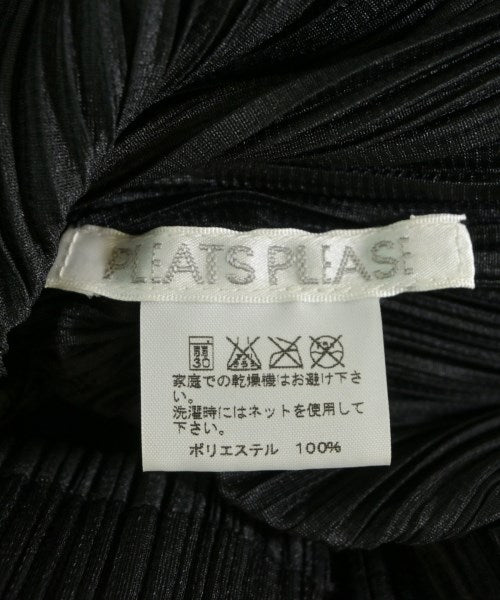 PLEATS PLEASE
弱
30
家庭での乾燥機はお避け下さ
い。
洗濯時にはネットを使用して
下さい。
ポリエステル 100%